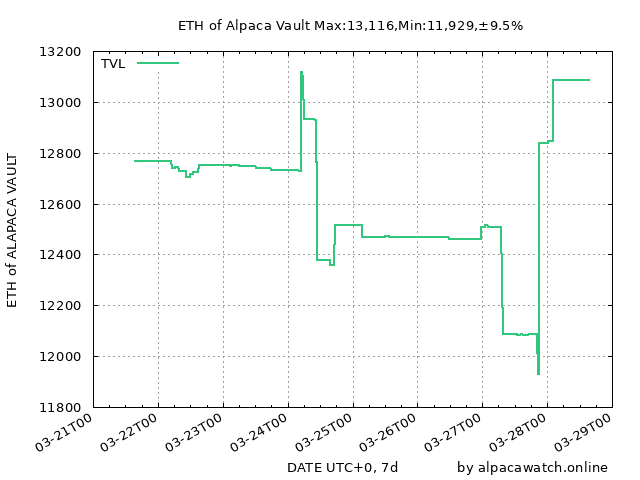 ETH of Alpaca Vault Max:13,116,Min:11,929,±9.5%
13200
TVL
13000
12800
12600
12400
12200
12000
11800
ETH of ALAPACA VAULT
03-21T00
03-22T00
03-23T00
03-24T00
03-25T00
03-26T00
03-27T00
03-28T00
03-29T00
DATE UTC+0, 7d
by alpacawatch.online